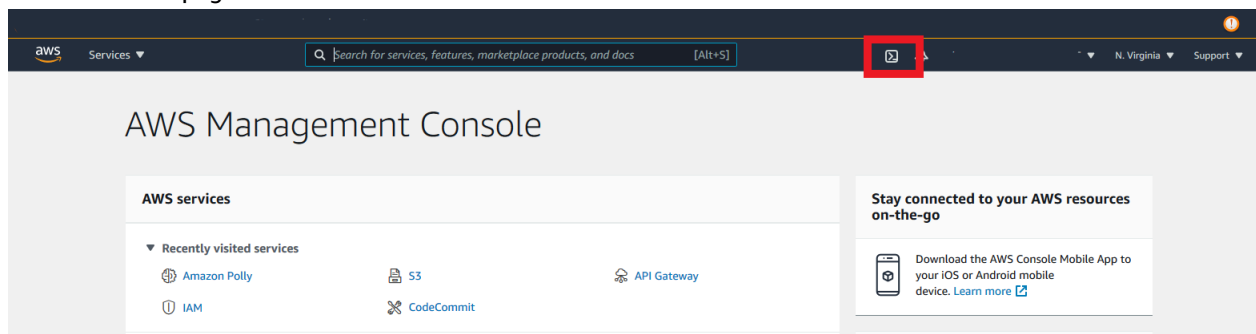 aws Services ▼ Search for services, features, marketplace products, and docs [Alt+S] N. Virginia ▼ Support ▼
AWS Management Console
AWS services
▼ Recently visited services
Amazon Polly S3 API Gateway
IAM CodeCommit
Stay connected to your AWS resources
on-the-go
Download the AWS Console Mobile App to
your iOS or Android mobile
device. Learn more